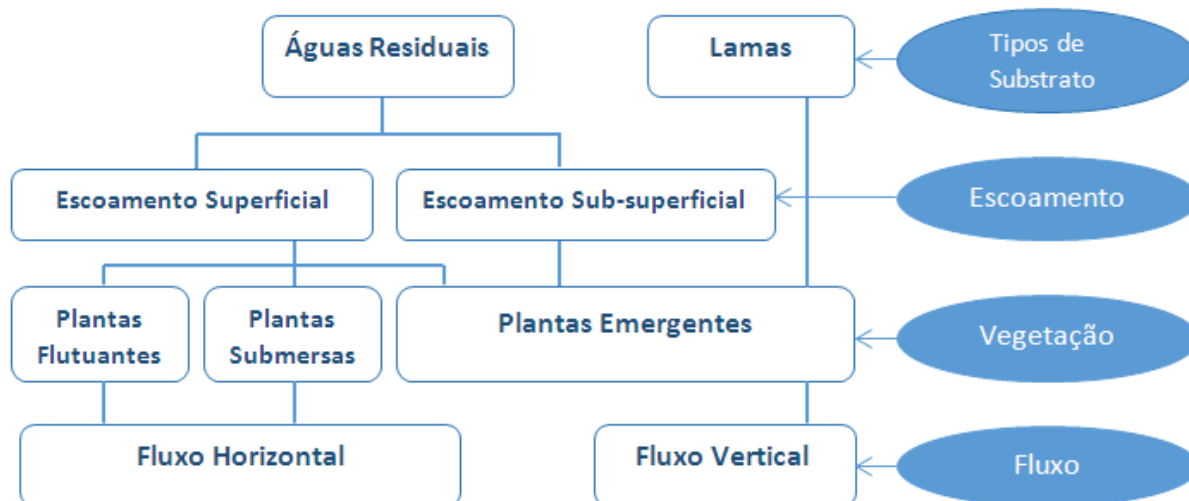 Águas Residuais
Lamas
Tipos de
Substrato
Escoamento Superficial
Escoamento Sub-superficial
Escoamento
Plantas
Flutuantes
Plantas
Submersas
Plantas Emergentes
Vegetação
Fluxo Horizontal
Fluxo Vertical
Fluxo